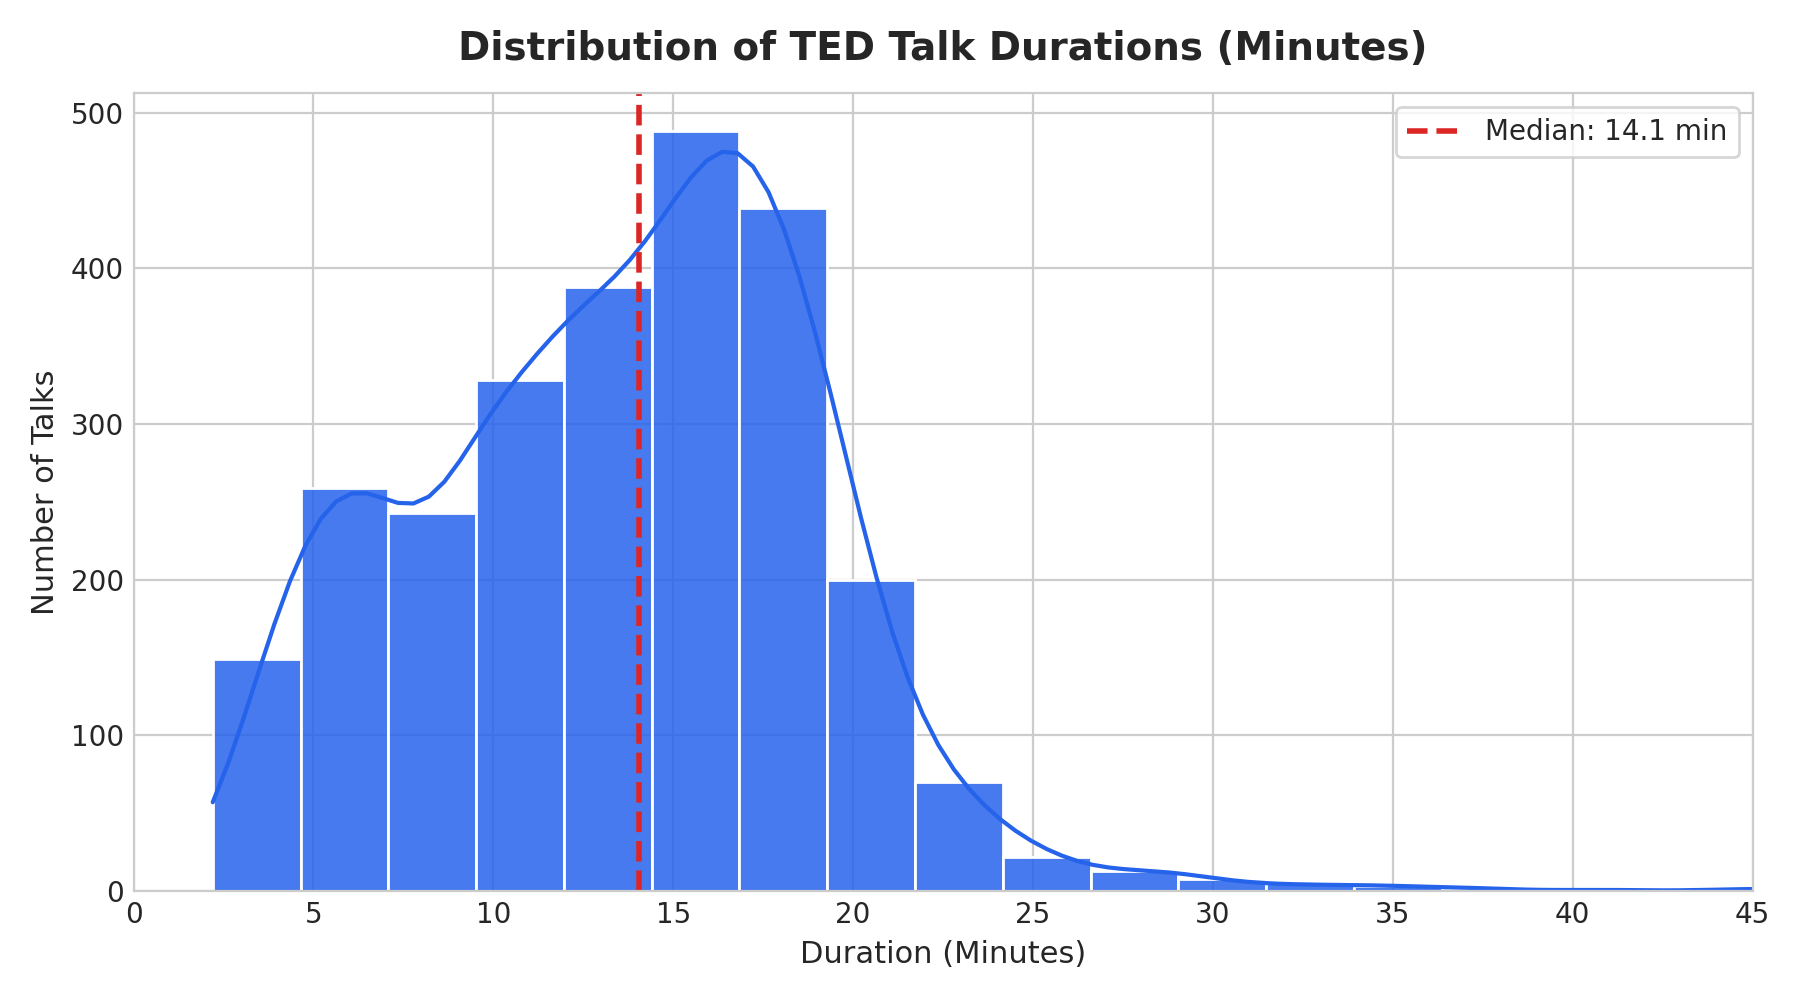 Distribution of TED Talk Durations (Minutes)
Median: 14.1 min
Number of Talks
500
400
300
200
100
0
0 5 10 15 20 25 30 35 40 45
Duration (Minutes)